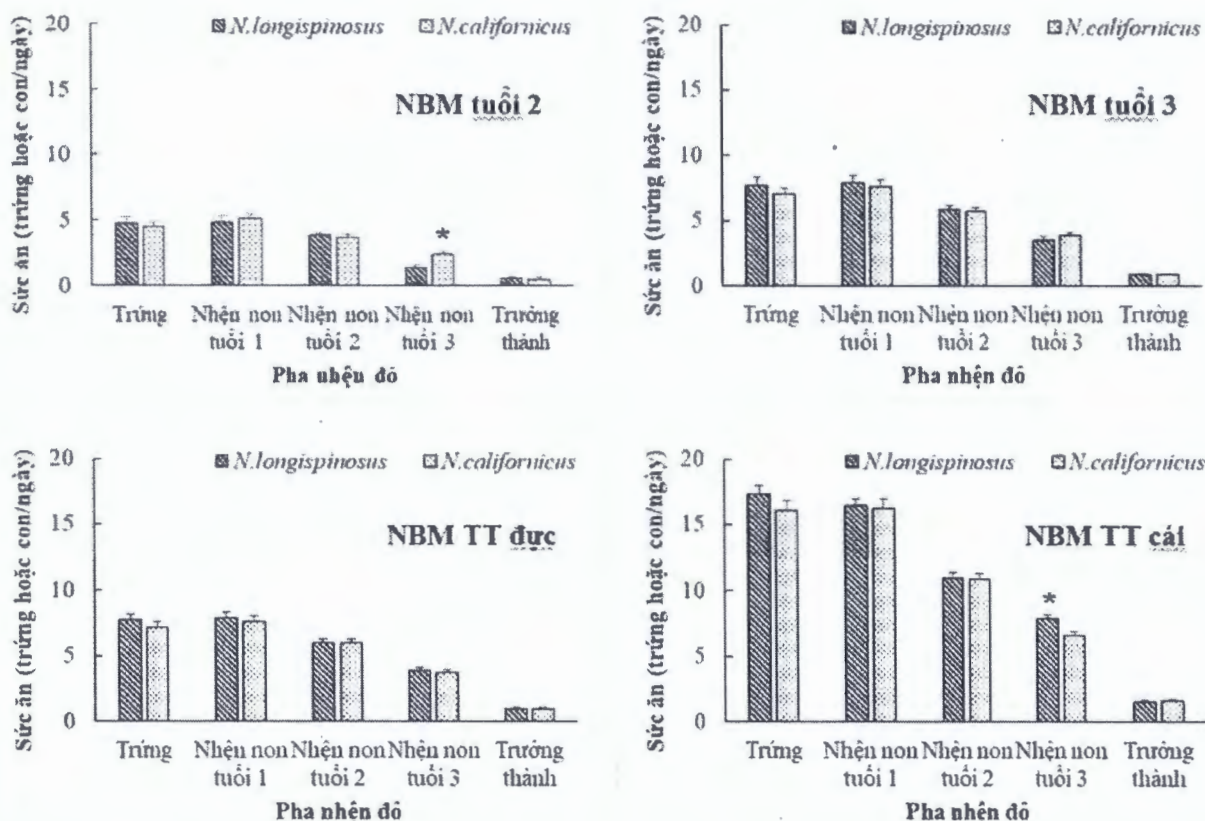 Sức ăn (trứng hoặc con/ngày)
20
15
10
5
0
N.longispinosus N.californicus
NBM tuổi 2
*
Trứng Nhện non Nhện non Nhện non Trưởng
tuổi 1 tuổi 2 tuổi 3 thành
Pha nhện đỏ
Sức ăn (trứng hoặc con/ngày)
20
15
10
5
0
N.longispinosus N.californicus
NBM tuổi 3
Trứng Nhện non Nhện non Nhện non Trưởng
tuổi 1 tuổi 2 tuổi 3 thành
Pha nhện đỏ
Sức ăn (trứng hoặc con/ngày)
20
15
10
5
0
N.longispinosus N.californicus
NBM TT đực
Trứng Nhện non Nhện non Nhện non Trưởng
tuổi 1 tuổi 2 tuổi 3 thành
Pha nhện đỏ
Sức ăn (trứng hoặc con/ngày)
20
15
10
5
0
N.longispinosus N.californicus
NBM TT cái
*
Trứng Nhện non Nhện non Nhện non Trưởng
tuổi 1 tuổi 2 tuổi 3 thành
Pha nhện đỏ